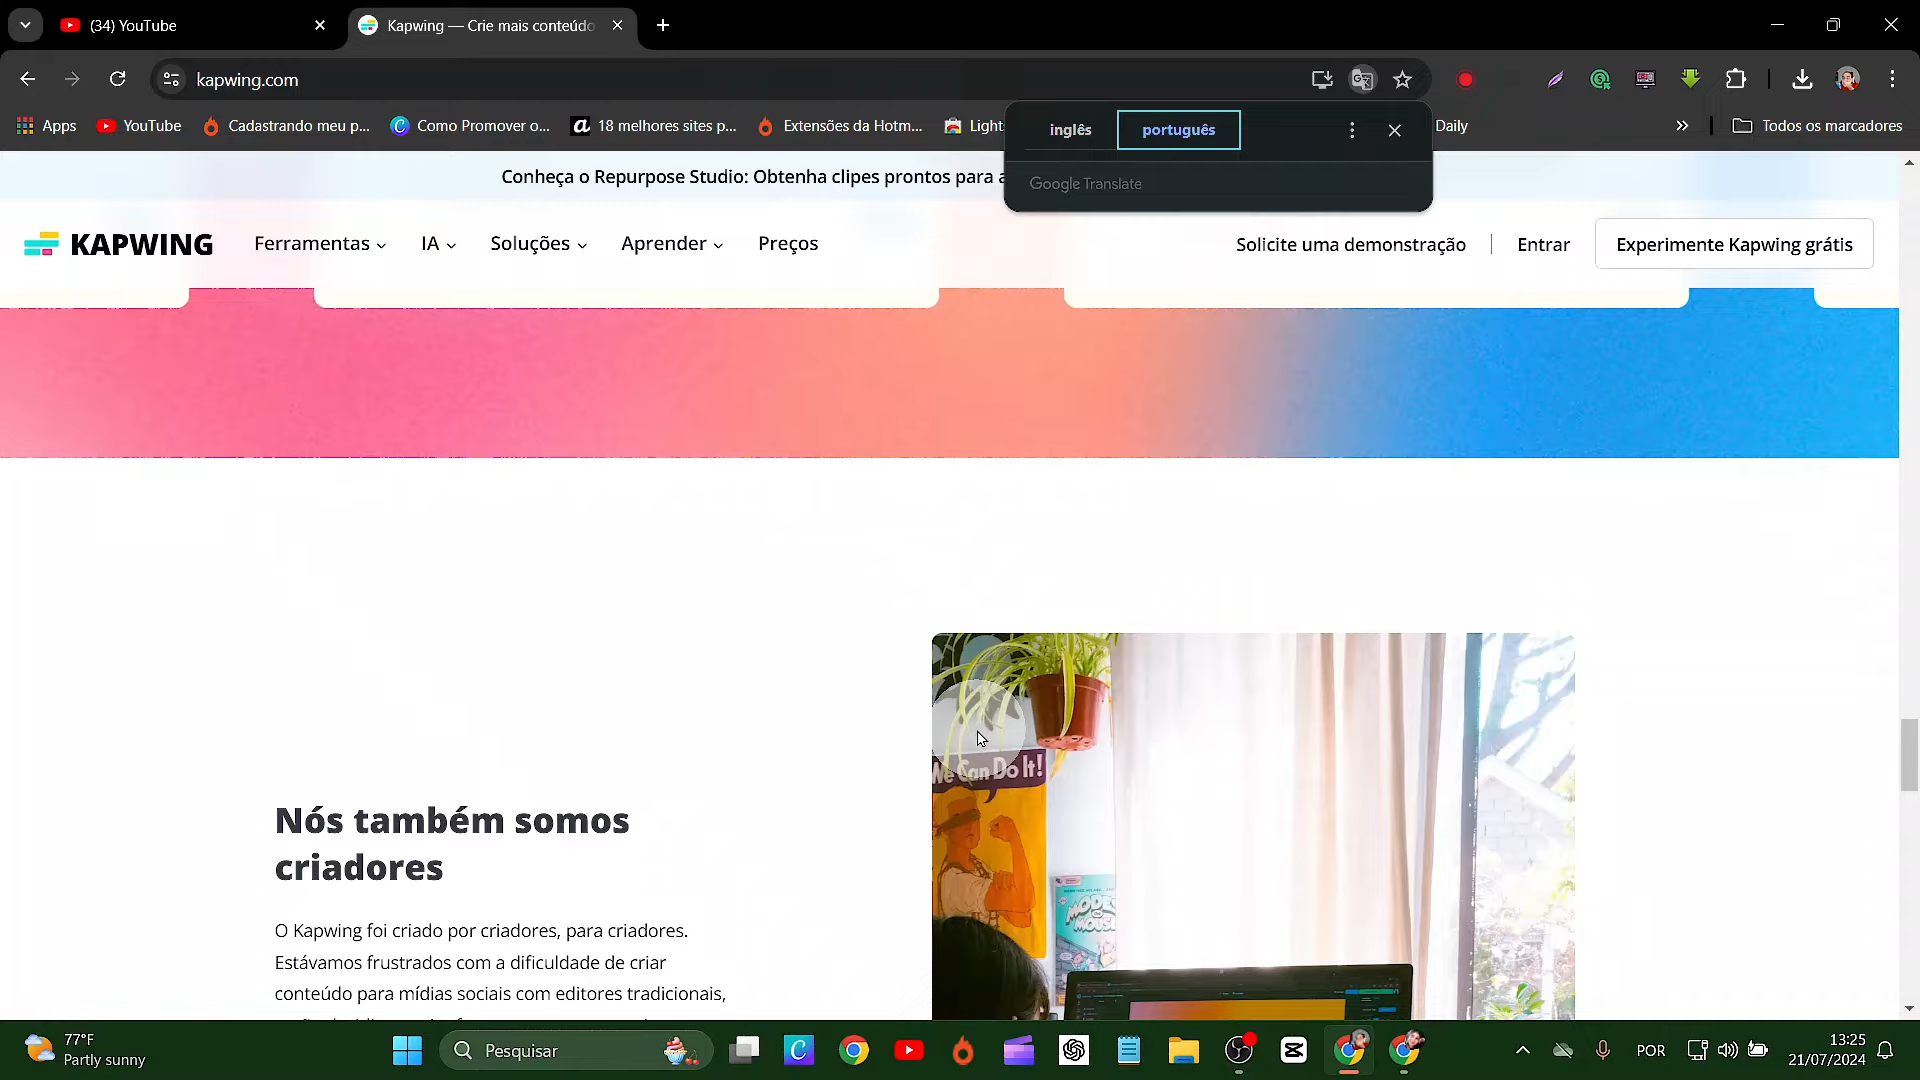 (34) YouTube
Kapwing — Crie mais conteúdo
kapwing.com
Apps
YouTube
Cadastrando meu p...
Como Promover o...
18 melhores sites p...
Extensões da Hotm...
Light
Daily
Todos os marcadores
inglês
português
Google Translate
Conheça o Repurpose Studio: Obtenha clipes prontos para a
KAPWING
Ferramentas
IA
Soluções
Aprender
Preços
Solicite uma demonstração
Entrar
Experimente Kapwing grátis
We Can Do It!
Nós também somos
criadores
O Kapwing foi criado por criadores, para criadores.
Estávamos frustrados com a dificuldade de criar
conteúdo para mídias sociais com editores tradicionais,
77°F
Partly sunny
Pesquisar
POR
13:25
21/07/2024